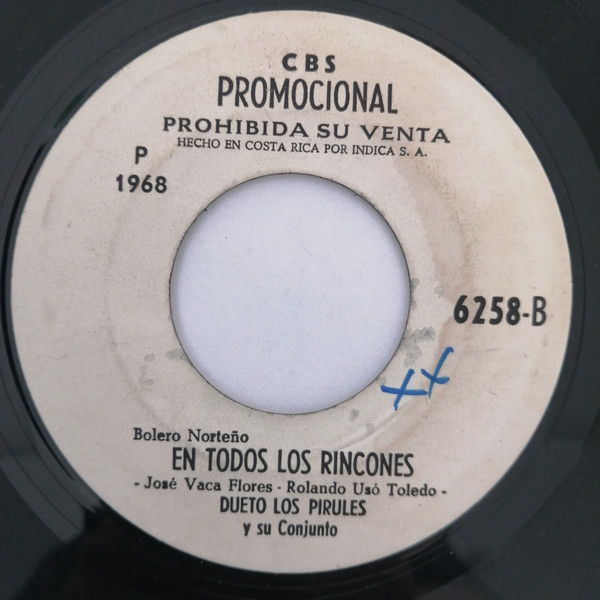 CBS
PROMOCIONAL
PROHIBIDA SU VENTA
HECHO EN COSTA RICA POR INDICA S. A.
P
1968
6258-B
xx
Bolero Norteño
EN TODOS LOS RINCONES
- José Vaca Flores - Rolando Usó Toledo -
DUETO LOS PIRULES
y su Conjunto